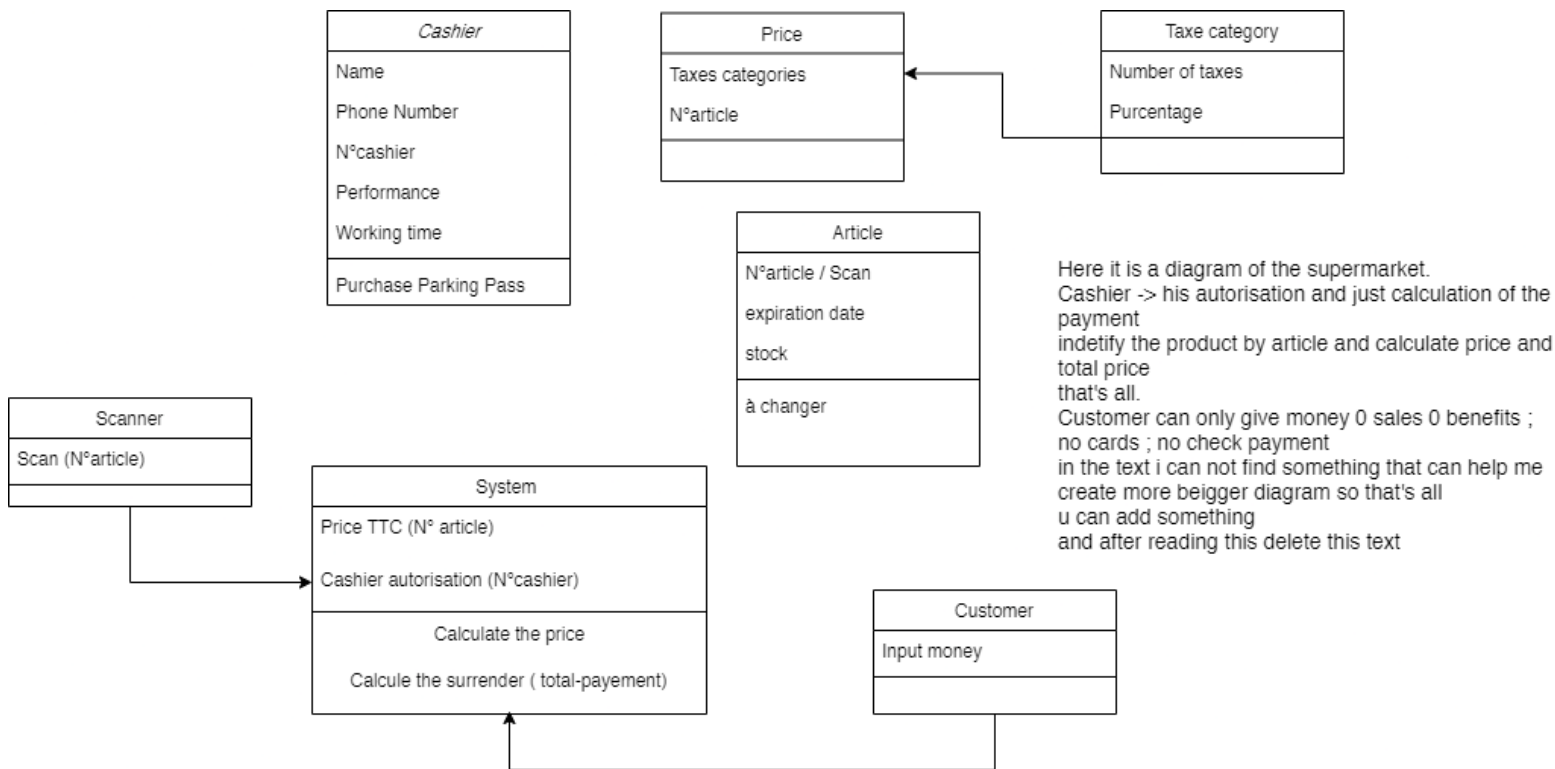 Cashier
Name
Phone Number
N°cashier
Performance
Working time
Purchase Parking Pass
Price
Taxes categories
N°article
Taxe category
Number of taxes
Purcentage
Article
N°article / Scan
expiration date
stock
à changer
Here it is a diagram of the supermarket.
Cashier -> his autorisation and just calculation of the
payment
indetify the product by article and calculate price and
total price
that's all.
Customer can only give money 0 sales 0 benefits ;
no cards ; no check payment
in the text i can not find something that can help me
create more beigger diagram so that's all
u can add something
and after reading this delete this text
Scanner
Scan (N°article)
System
Price TTC (N° article)
Cashier autorisation (N°cashier)
Calculate the price
Calcule the surrender ( total-payement)
Customer
Input money